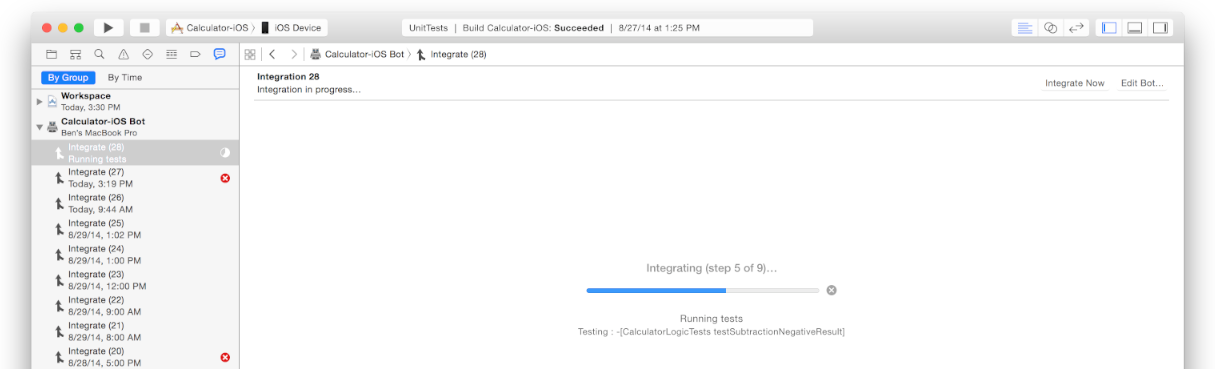 Calculator-iOS 〉 iOS Device
UnitTests | Build Calculator-iOS: Succeeded | 8/27/14 at 1:25 PM
Calculator-iOS Bot 〉 Integrate (28)
By Group By Time
Workspace
Today, 3:30 PM
Calculator-iOS Bot
Ben's MacBook Pro
Integrate (28)
Running tests
Integrate (27)
Today, 3:19 PM
Integrate (26)
Today, 9:44 AM
Integrate (25)
8/29/14, 1:02 PM
Integrate (24)
8/29/14, 1:00 PM
Integrate (23)
8/29/14, 12:00 PM
Integrate (22)
8/29/14, 9:00 AM
Integrate (21)
8/29/14, 8:00 AM
Integrate (20)
8/28/14, 5:00 PM
Integration 28
Integration in progress...
Integrate Now Edit Bot...
Integrating (step 5 of 9)...
Running tests
Testing : -[CalculatorLogicTests testSubtractionNegativeResult]